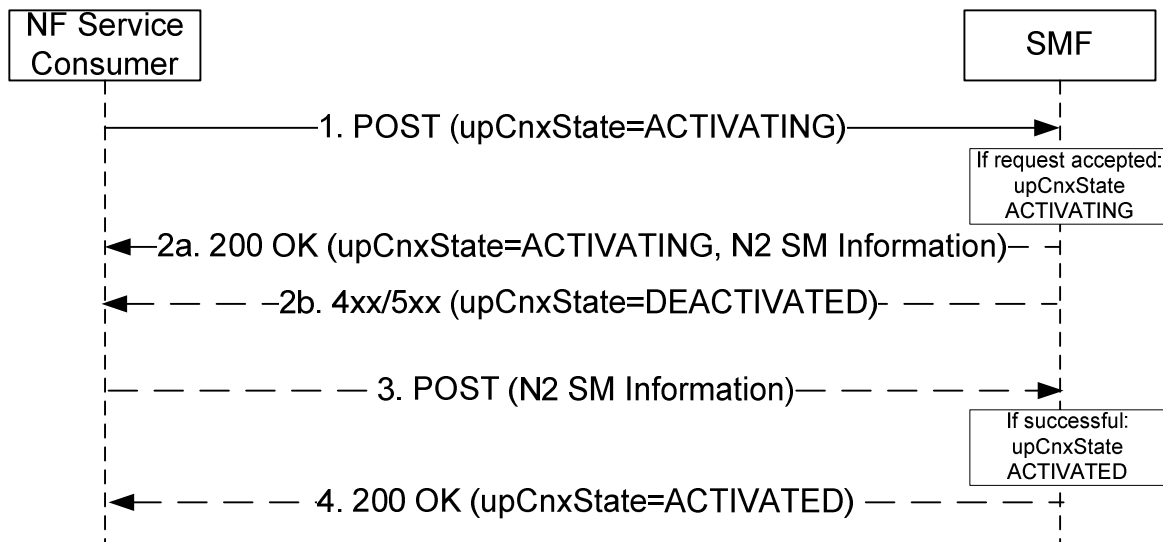 NF Service
Consumer
SMF
1. POST (upCnxState=ACTIVATING)
If request accepted:
upCnxState
ACTIVATING
2a. 200 OK (upCnxState=ACTIVATING, N2 SM Information)
2b. 4xx/5xx (upCnxState=DEACTIVATED)
3. POST (N2 SM Information)
If successful:
upCnxState
ACTIVATED
4. 200 OK (upCnxState=ACTIVATED)